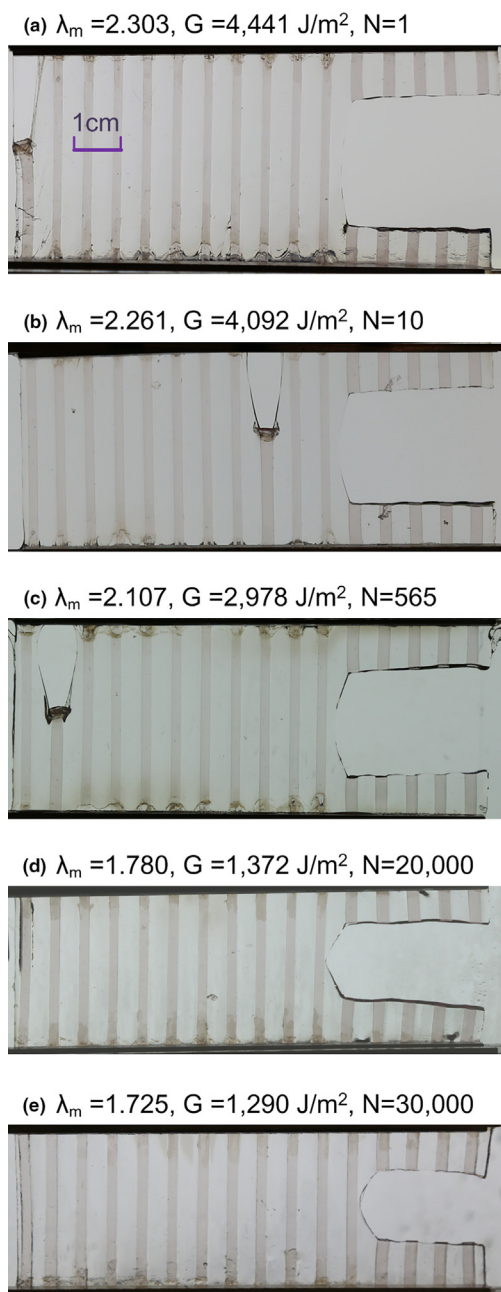 (a) λm =2.303, G =4,441 J/m², N=1
1cm
(b) λm =2.261, G =4,092 J/m², N=10
(c) λm =2.107, G =2,978 J/m², N=565
(d) λm =1.780, G =1,372 J/m², N=20,000
(e) λm =1.725, G =1,290 J/m², N=30,000